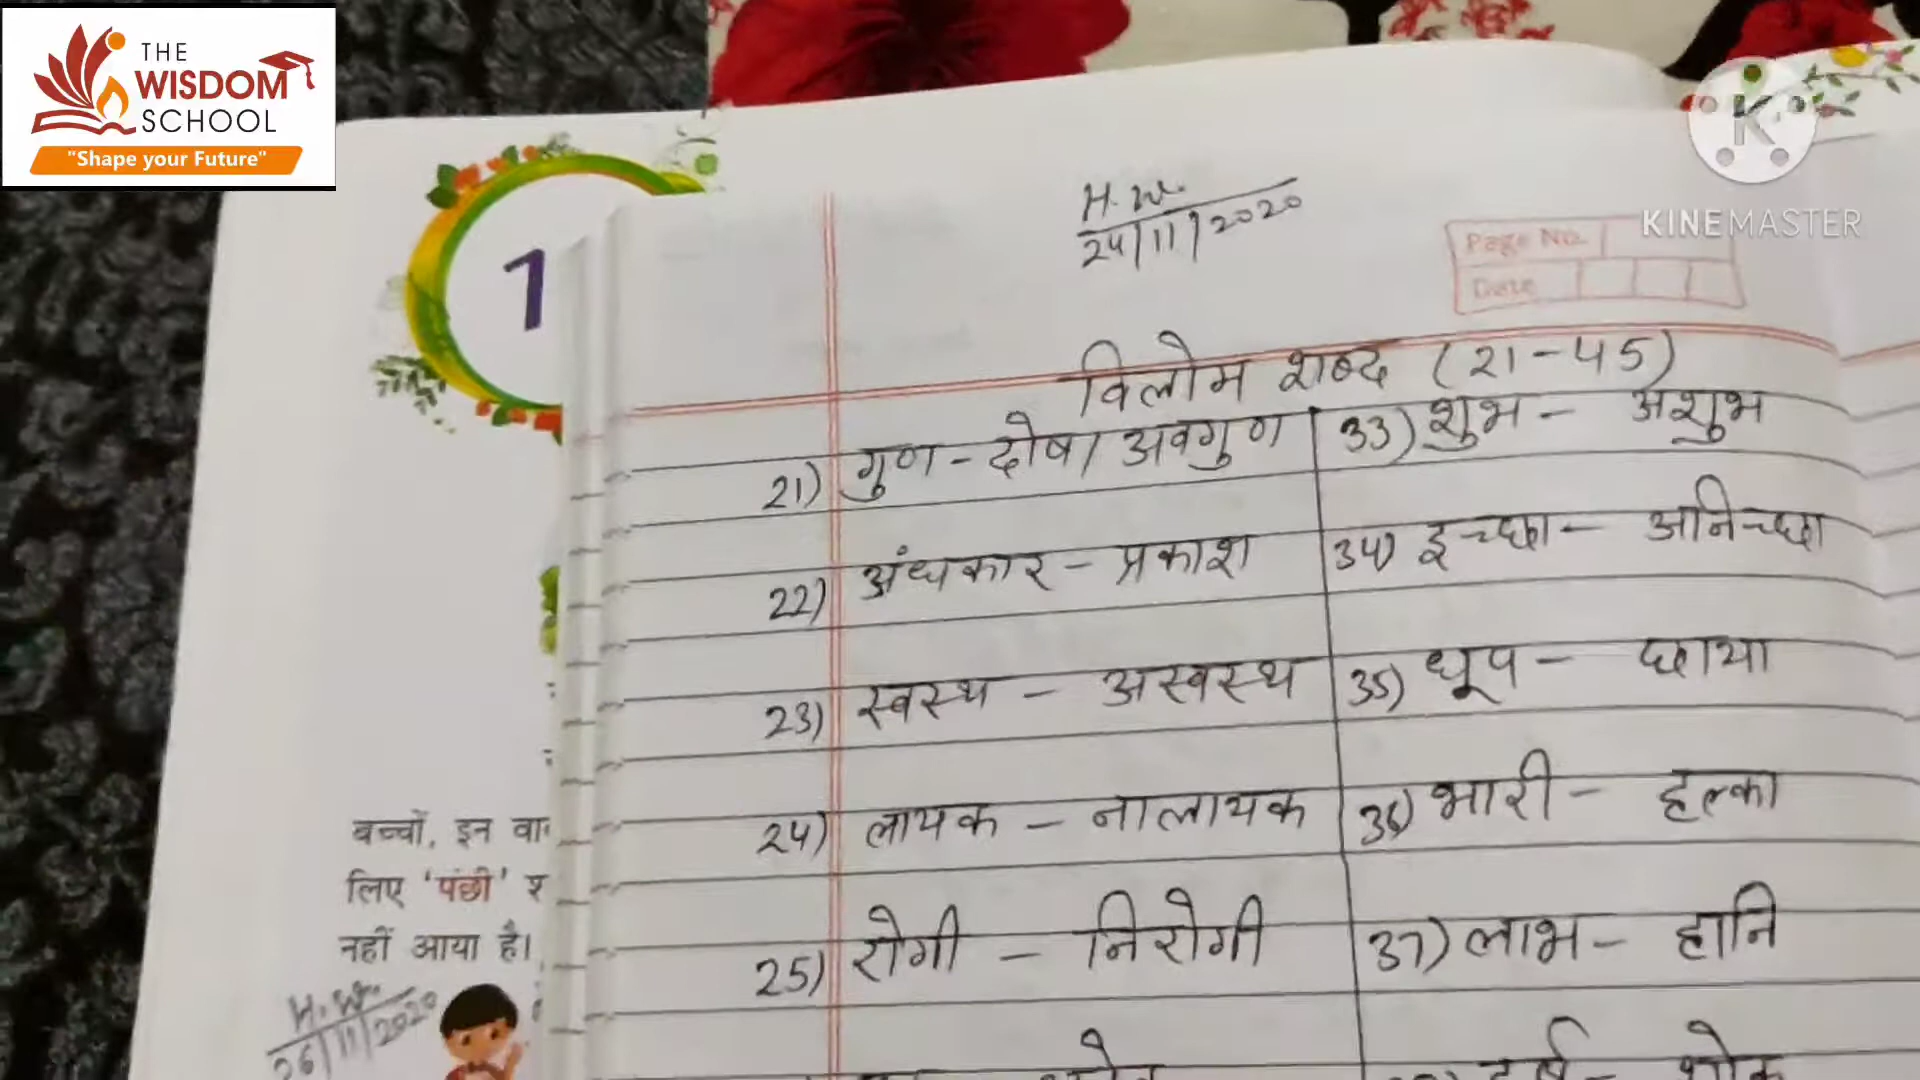 THE
WISDOM
SCHOOL
"Shape your Future"
KINEMASTER
H.W.
24/11/2020
Page No.
Date
1
विलोम शब्द (21-45)
21) गुण - दोष/अवगुण
22) अंधकार - प्रकाश
23) स्वस्थ - अस्वस्थ
24) लायक - नालायक
25) रोगी - निरोगी
33) शुभ - अशुभ
34) इच्छा - अनिच्छा
35) धूप - छाया
36) भारी - हल्का
37) लाभ - हानि
हर्ष - शोक
बच्चों, इन
लिए 'पंछी'
नहीं आया है।
H.W.
26/11/2020